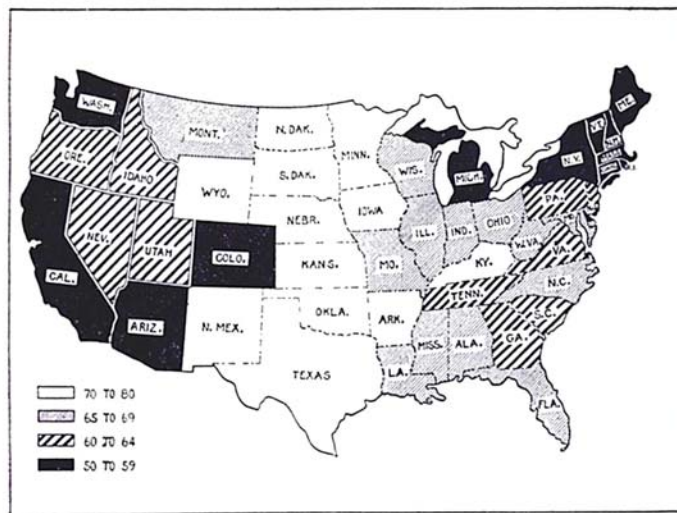 WASH.
ME.
MONT.
N. DAK.
VT.
N.H.
MINN.
ORE.
MASS.
IDAHO
S. DAK.
WIS.
N.Y.
MICH.
WYO.
PA.
IOWA
NEBR.
OHIO
NEV.
UTAH
ILL.
IND.
W.VA.
VA.
COLO.
CAL.
KANS.
MO.
KY.
N.C.
TENN.
OKLA.
ARK.
S.C.
ARIZ.
N. MEX.
GA.
MISS.
ALA.
TEXAS
LA.
FLA.
70 TO 80
65 TO 69
60 TO 64
50 TO 59